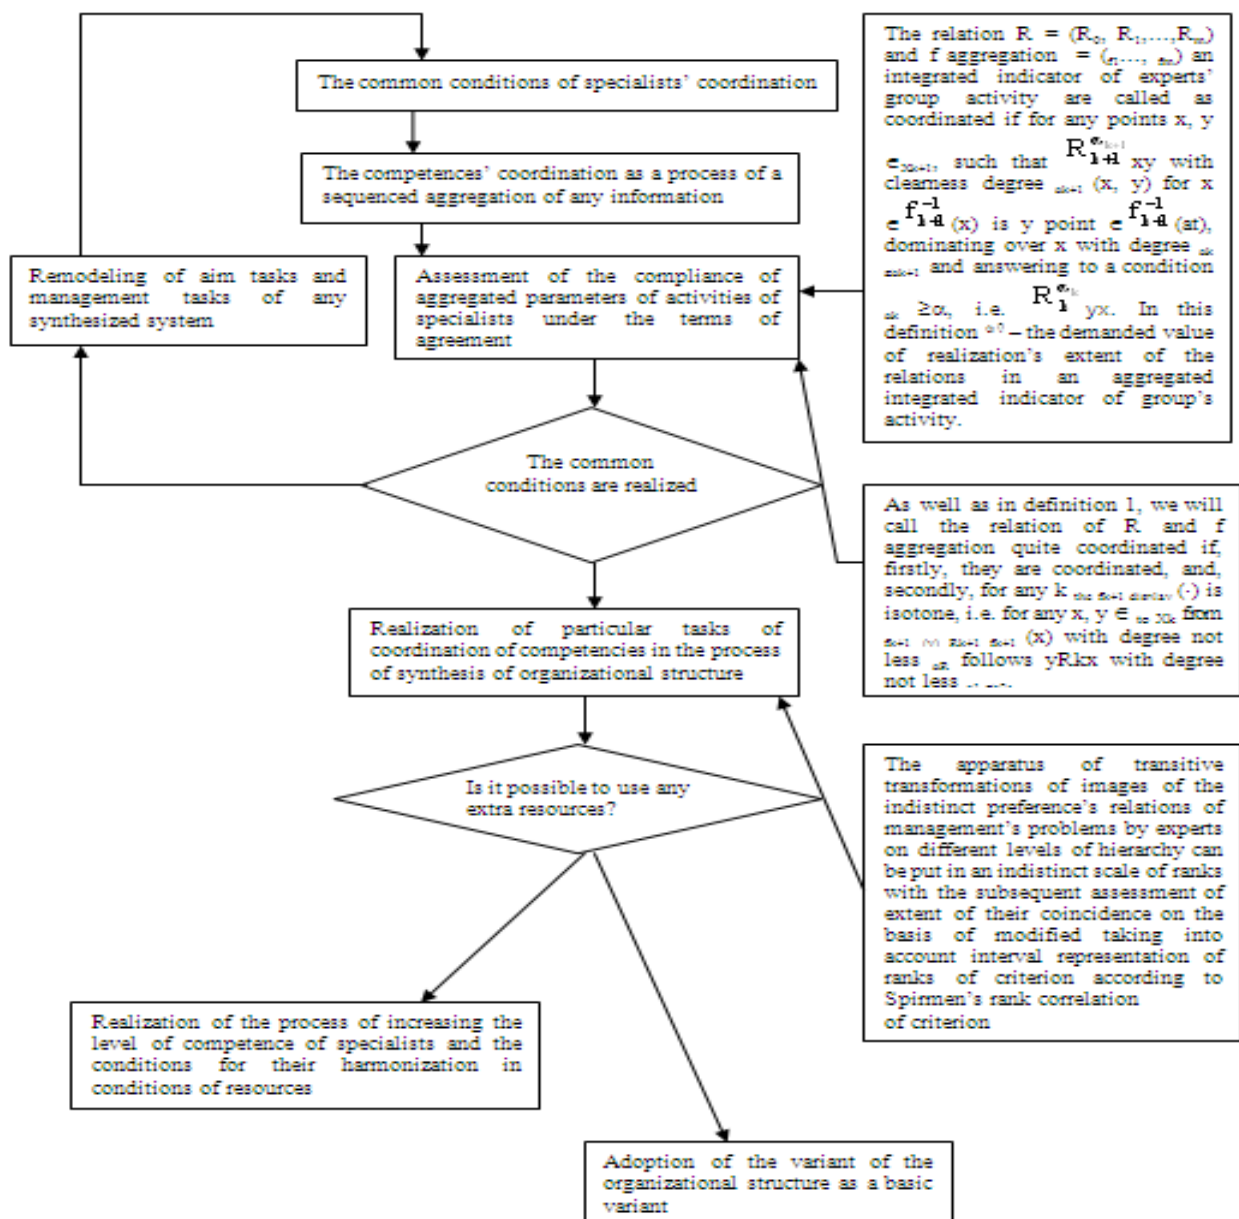 The common conditions of specialists' coordination
The competences' coordination as a process of a
sequenced aggregation of any information
Remodeling of aim tasks and
management tasks of any
synthesized system
Assessment of the compliance of
aggregated parameters of activities of
specialists under the terms of
agreement
The common
conditions are realized
Realization of particular tasks of
coordination of competencies in the process
of synthesis of organizational structure
Is it possible to use any
extra resources?
Realization of the process of increasing the
level of competence of specialists and the
conditions for their harmonization in
conditions of resources
Adoption of the variant of the
organizational structure as a basic
variant
The relation R = (R₀, R₁,...,Rₘ)
and f aggregation = ( ..., ) an
integrated indicator of experts'
group activity are called as
coordinated if for any points x, y
∈ Xk+1, such that R xy with
clearness degree αk+1 (x, y) for x
∈ f⁻¹ (x) is y point ∈ f⁻¹ (at),
dominating over x with degree αk
and answering to a condition
αk ≥α, i.e. R yx. In this
definition – the demanded value
of realization's extent of the
relations in an aggregated
integrated indicator of group's
activity.
As well as in definition 1, we will
call the relation of R and f
aggregation quite coordinated if,
firstly, they are coordinated, and,
secondly, for any k (·) is
isotone, i.e. for any x, y ∈ to Xk from
(x) with degree not
less follows yRkx with degree
not less
The apparatus of transitive
transformations of images of the
indistinct preference's relations of
management's problems by experts
on different levels of hierarchy can
be put in an indistinct scale of ranks
with the subsequent assessment of
extent of their coincidence on the
basis of modified taking into
account interval representation of
ranks of criterion according to
Spirmen's rank correlation
of criterion